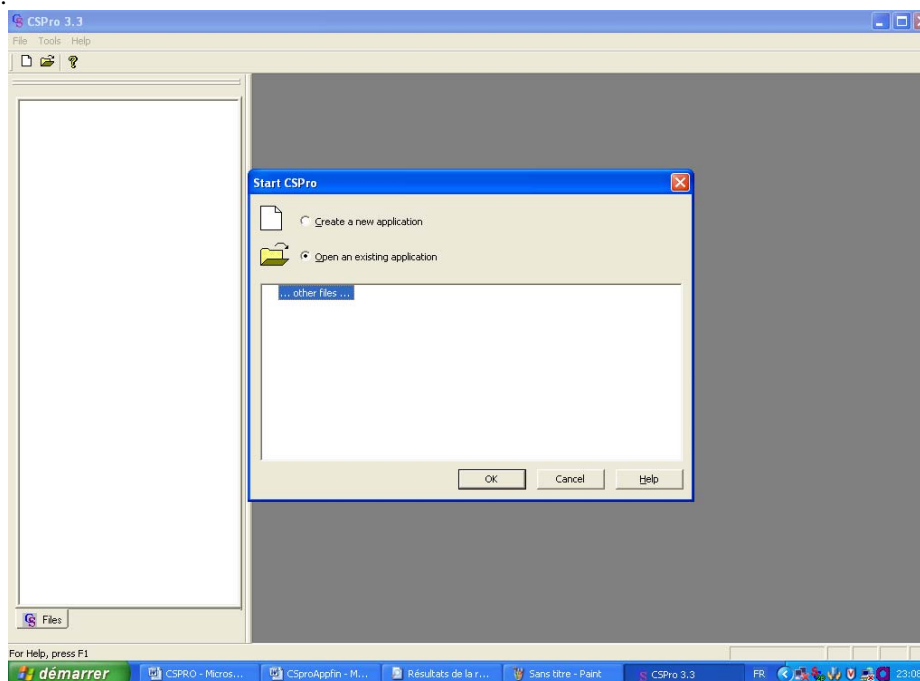 CSPro 3.3
File Tools Help
Start CSPro
Create a new application
Open an existing application
... other files ...
OK Cancel Help
Files
For Help, press F1
démarrer CSPRO - Micros... CSproAppfin - M... Résultats de la r... Sans titre - Paint CSPro 3.3 FR